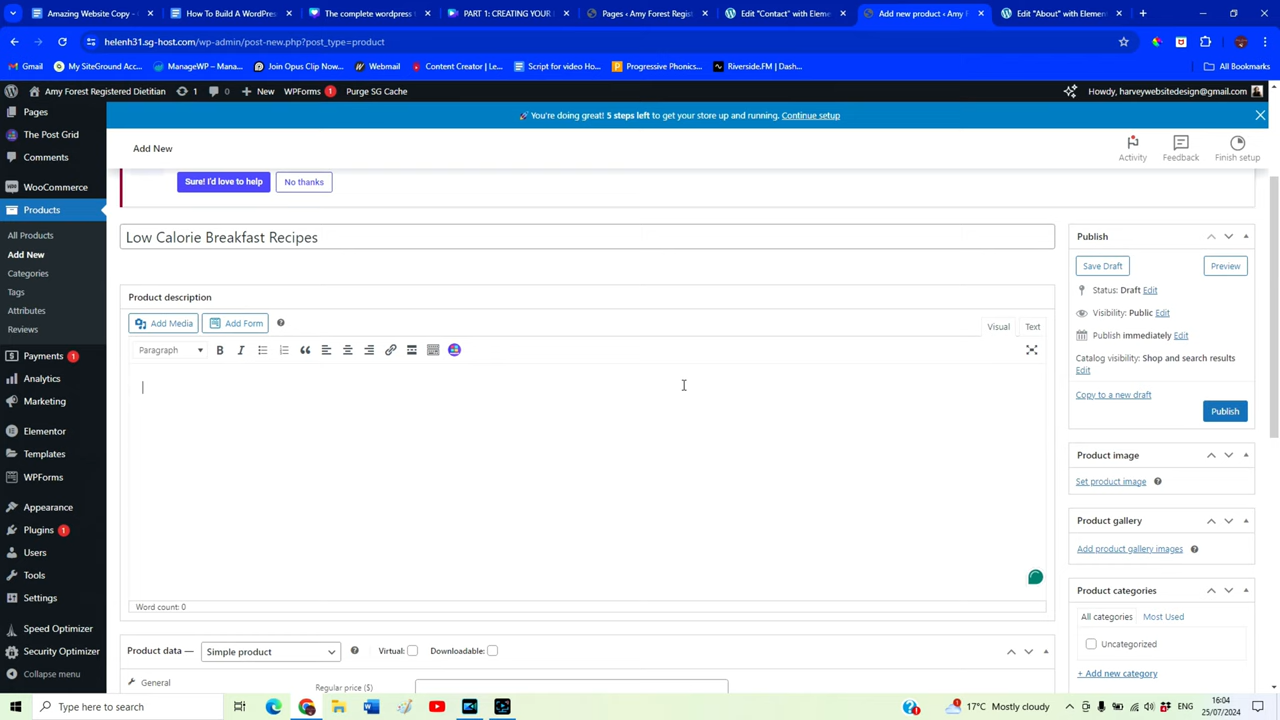 Amazing Website Copy -
How To Build A WordPres
The complete wordpress
PART 1: CREATING YOUR
Pages ‹ Amy Forest Regist
Edit "Contact" with Elem
Add new product ‹ Amy
Edit "About" with Elemen
helenh31.sg-host.com/wp-admin/post-new.php?post_type=product
Gmail
My SiteGround Acc...
ManageWP – Mana...
Join Opus Clip Now...
Webmail
Content Creator | Le...
Script for video Ho...
Progressive Phonics...
Riverside.FM | Dash...
All Bookmarks
Amy Forest Registered Dietitian
1
0
New
WPForms 1
Purge SG Cache
Howdy, harveywebsitedesign@gmail.com
Pages
The Post Grid
Comments
WooCommerce
Products
All Products
Add New
Categories
Tags
Attributes
Reviews
Payments 1
Analytics
Marketing
Elementor
Templates
WPForms
Appearance
Plugins 1
Users
Tools
Settings
Speed Optimizer
Security Optimizer
Collapse menu
🚀 You're doing great! 5 steps left to get your store up and running. Continue setup
Add New
Activity
Feedback
Finish setup
Sure! I'd love to help
No thanks
Low Calorie Breakfast Recipes
Product description
Add Media
Add Form
Visual
Text
Paragraph
B
I
Word count: 0
Product data —
Simple product
Virtual:
Downloadable:
General
Regular price ($)
Publish
Save Draft
Preview
Status: Draft Edit
Visibility: Public Edit
Publish immediately Edit
Catalog visibility: Shop and search results
Edit
Copy to a new draft
Publish
Product image
Set product image
Product gallery
Add product gallery images
Product categories
All categories
Most Used
Uncategorized
+ Add new category
Type here to search
17°C Mostly cloudy
ENG
16:04
25/07/2024